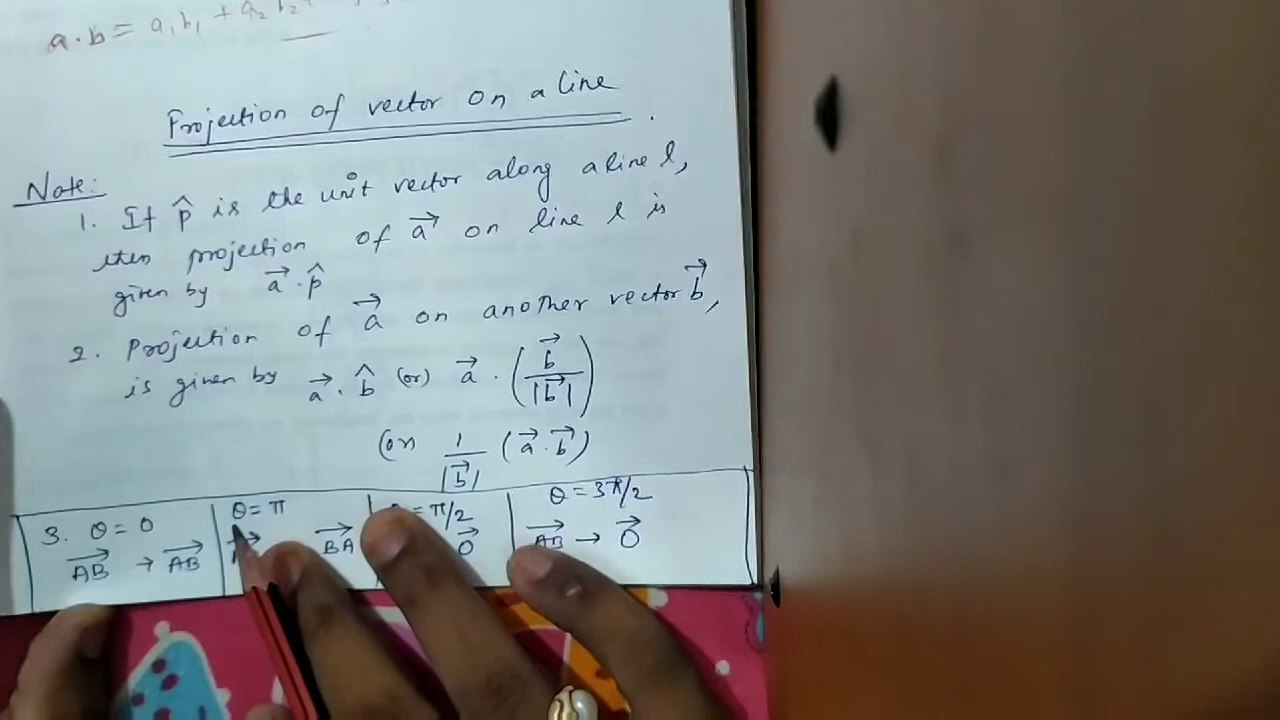 a·b = a₁b₁ + a₂b₂+
Projection of vector on a line
Note:
1. If p̂ is the unit vector along a line l,
then projection of a⃗ on line l is
given by a⃗ · p̂
2. Projection of a⃗ on another vector b⃗,
is given by a⃗ · b̂ (or) a⃗ · (b⃗/|b⃗|)
(or) 1/|b⃗| (a⃗·b⃗)
3. θ = 0 θ = π = π/2 θ = 3π/2
AB⃗ → AB⃗ BA⃗ 0⃗ AB⃗ → 0⃗